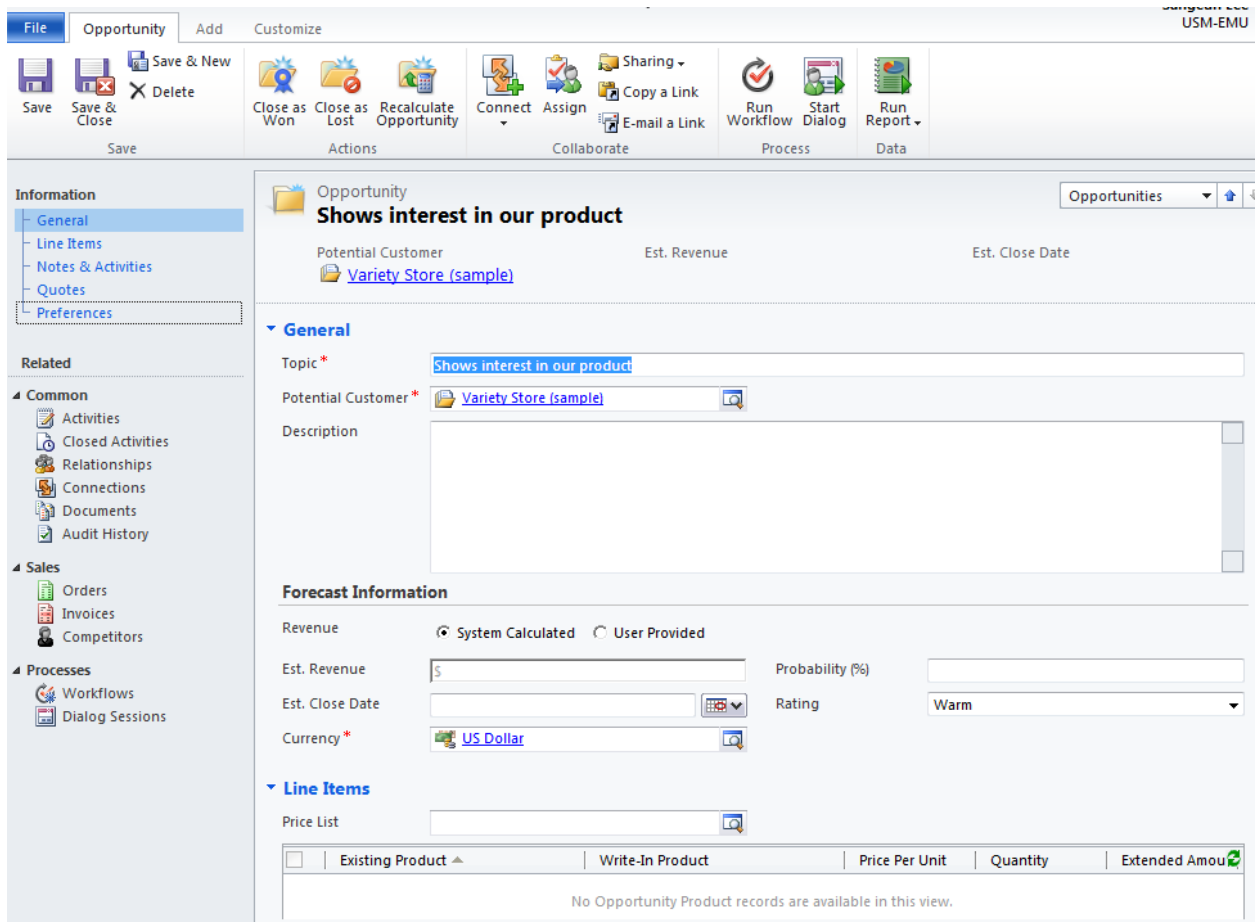 USM-EMU
File Opportunity Add Customize
Save
Save & Close
Save & New
Delete
Save
Close as Won
Close as Lost
Recalculate Opportunity
Actions
Connect
Assign
Sharing
Copy a Link
E-mail a Link
Collaborate
Run Workflow
Start Dialog
Process
Run Report
Data
Information
General
Line Items
Notes & Activities
Quotes
Preferences
Related
Common
Activities
Closed Activities
Relationships
Connections
Documents
Audit History
Sales
Orders
Invoices
Competitors
Processes
Workflows
Dialog Sessions
Opportunity
Shows interest in our product
Opportunities
Potential Customer Est. Revenue Est. Close Date
Variety Store (sample)
General
Topic* Shows interest in our product
Potential Customer* Variety Store (sample)
Description
Forecast Information
Revenue System Calculated User Provided
Est. Revenue $ Probability (%)
Est. Close Date Rating Warm
Currency* US Dollar
Line Items
Price List
Existing Product Write-In Product Price Per Unit Quantity Extended Amou
No Opportunity Product records are available in this view.